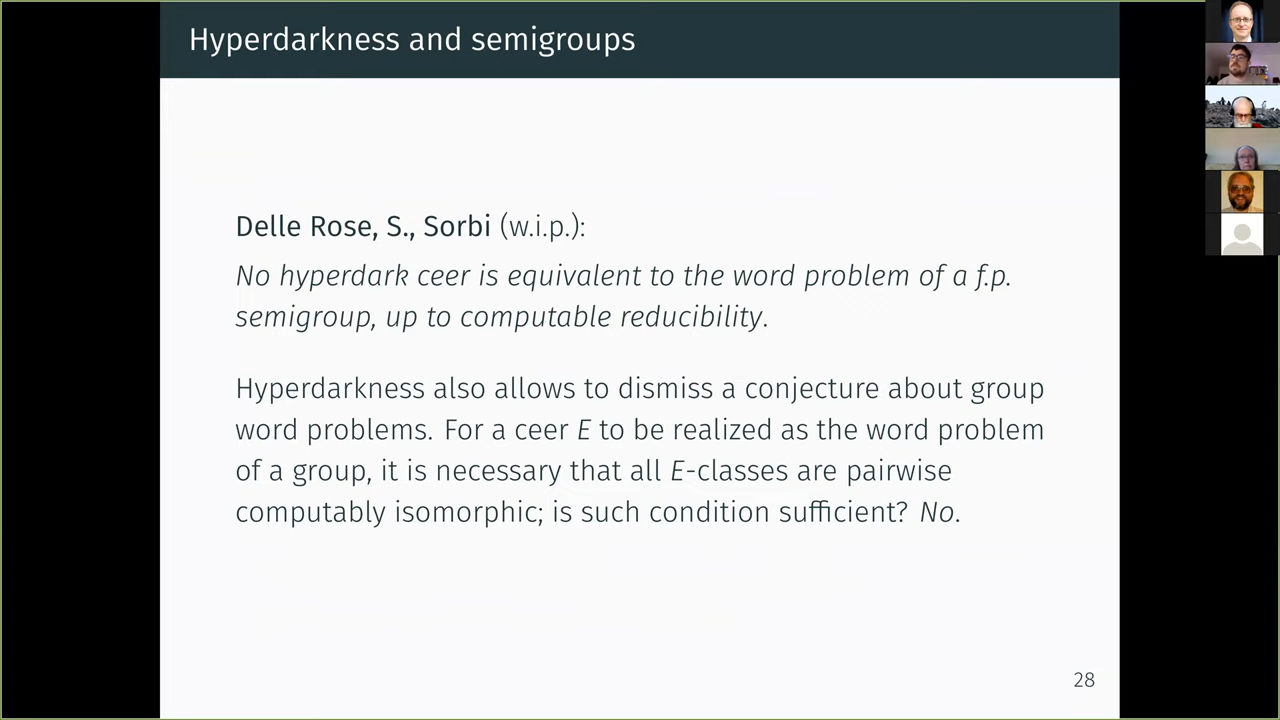 Hyperdarkness and semigroups
Delle Rose, S., Sorbi (w.i.p.):
No hyperdark ceer is equivalent to the word problem of a f.p.
semigroup, up to computable reducibility.
Hyperdarkness also allows to dismiss a conjecture about group
word problems. For a ceer E to be realized as the word problem
of a group, it is necessary that all E-classes are pairwise
computably isomorphic; is such condition sufficient? No.
28